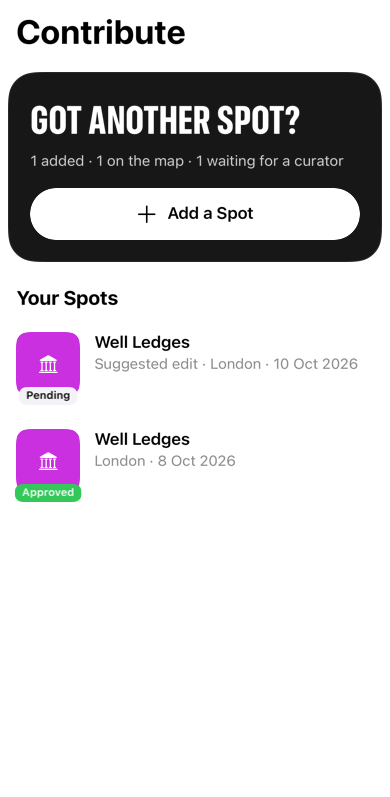 Contribute
GOT ANOTHER SPOT?
1 added · 1 on the map · 1 waiting for a curator
Add a Spot
Your Spots
Well Ledges
Suggested edit · London · 10 Oct 2026
Pending
Well Ledges
London · 8 Oct 2026
Approved